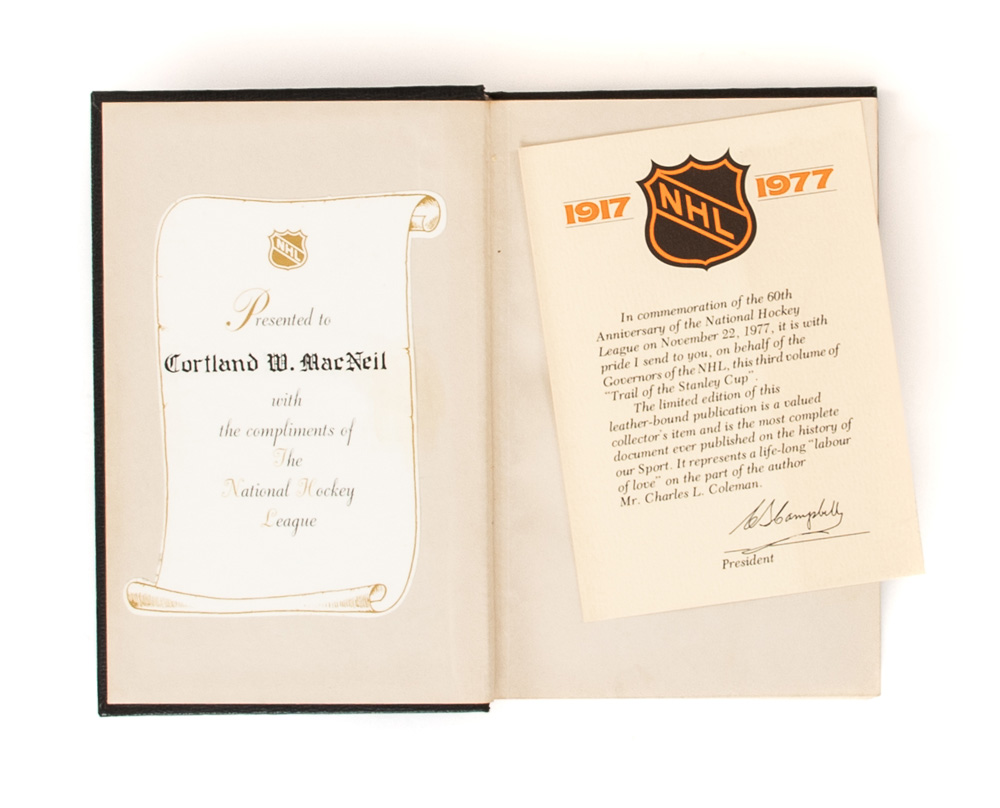 NHL
Presented to
Cortland W. MacNeil
with
the compliments of
The
National Hockey
League
1917 NHL 1977
In commemoration of the 60th
Anniversary of the National Hockey
League on November 22, 1977, it is with
pride I send to you, on behalf of the
Governors of the NHL, this third volume of
"Trail of the Stanley Cup".
The limited edition of this
leather-bound publication is a valued
collector's item and is the most complete
document ever published on the history of
our Sport. It represents a life-long "labour
of love" on the part of the author
Mr. Charles L. Coleman.
C S Campbell
President